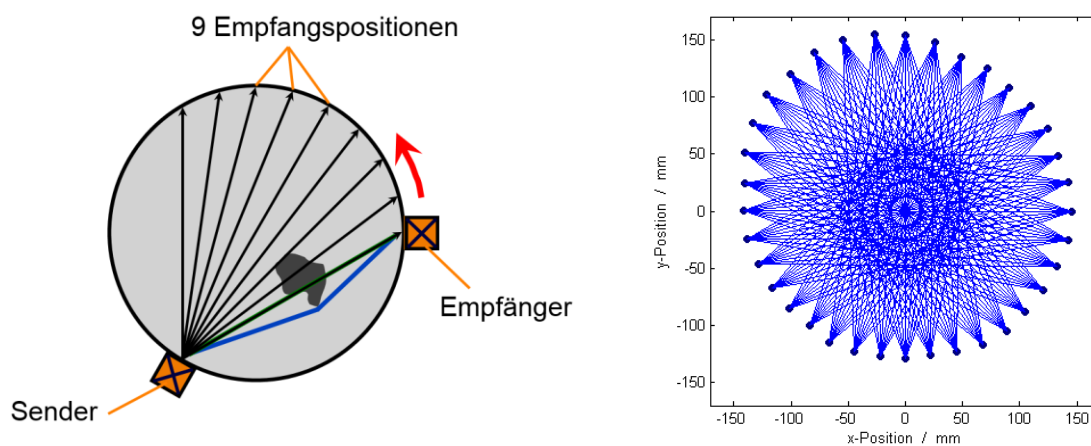 9 Empfangspositionen
Empfänger
Sender
y-Position / mm
150
100
50
0
-50
-100
-150
-150 -100 -50 0 50 100 150
x-Position / mm